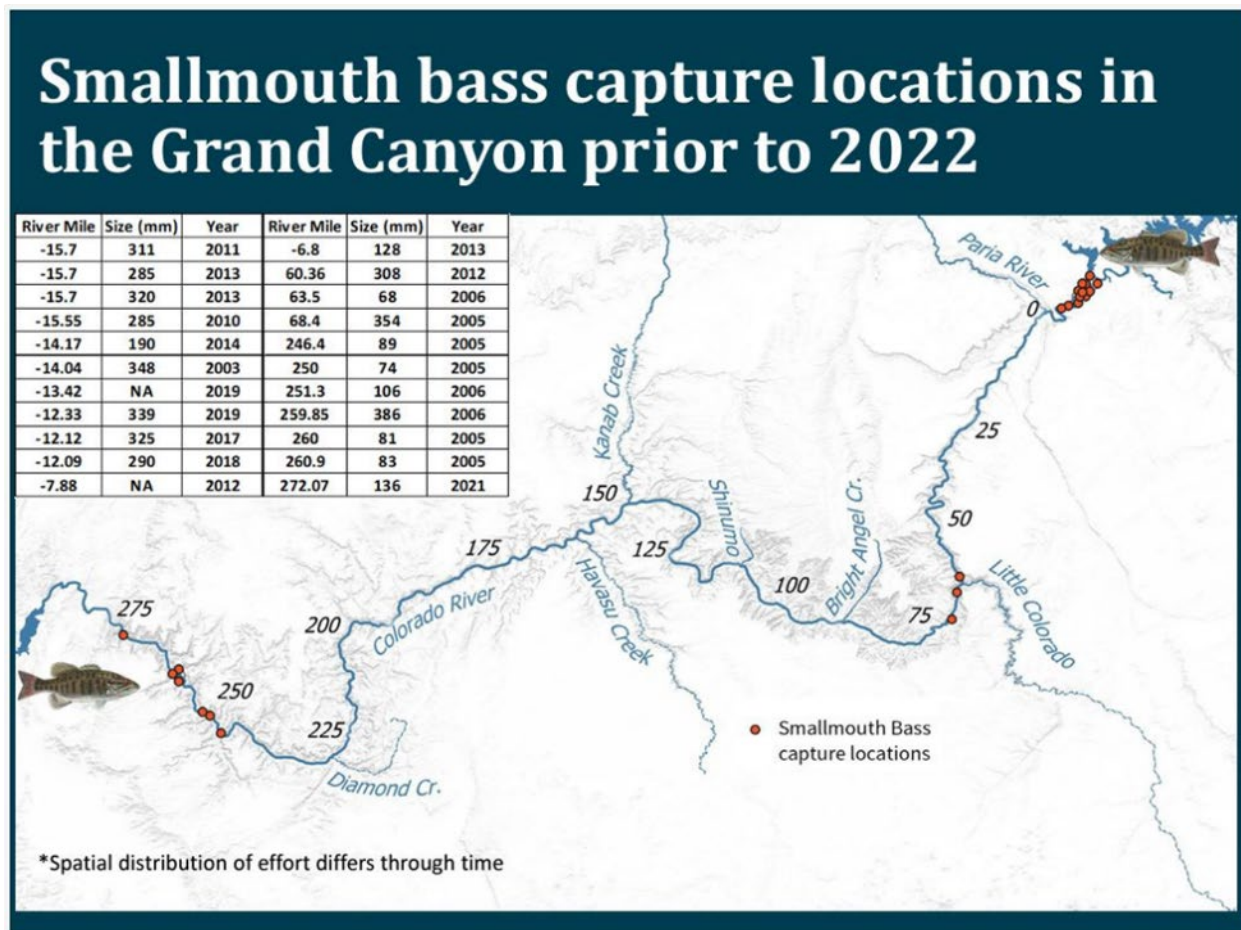 Smallmouth bass capture locations in
the Grand Canyon prior to 2022
River Mile Size (mm) Year River Mile Size (mm) Year
-15.7 311 2011 -6.8 128 2013
-15.7 285 2013 60.36 308 2012
-15.7 320 2013 63.5 68 2006
-15.55 285 2010 68.4 354 2005
-14.17 190 2014 246.4 89 2005
-14.04 348 2003 250 74 2005
-13.42 NA 2019 251.3 106 2006
-12.33 339 2019 259.85 386 2006
-12.12 325 2017 260 81 2005
-12.09 290 2018 260.9 83 2005
-7.88 NA 2012 272.07 136 2021
Paria River
0
Kanab Creek
25
150
Shinumo
50
175
125
Bright Angel Cr.
Havasu Creek
100
Little Colorado
275
200
Colorado River
75
250
225
Diamond Cr.
Smallmouth Bass
capture locations
*Spatial distribution of effort differs through time